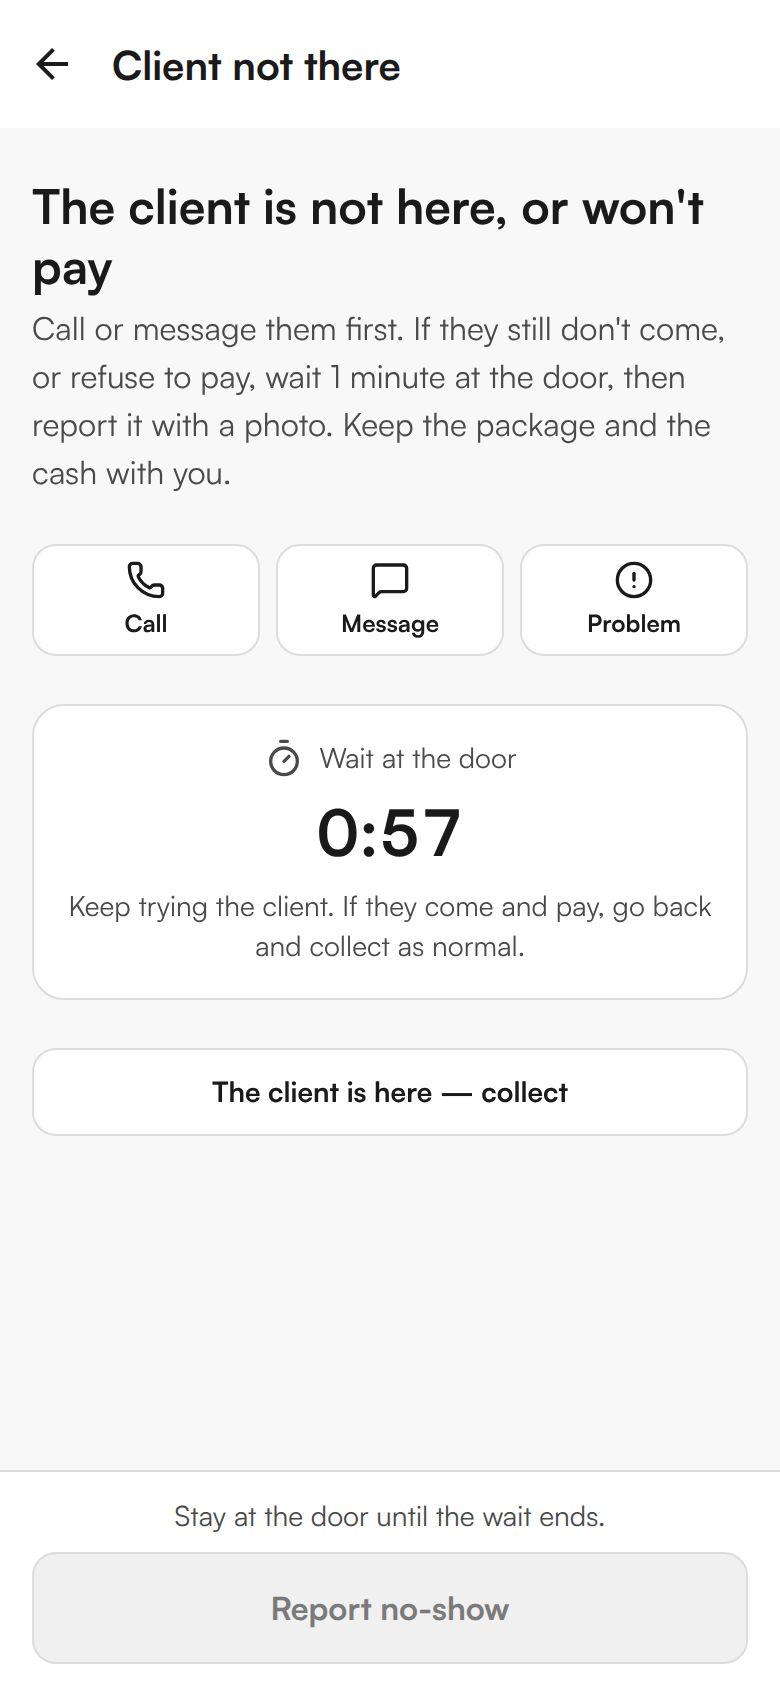 Client not there
The client is not here, or won't
pay
Call or message them first. If they still don't come,
or refuse to pay, wait 1 minute at the door, then
report it with a photo. Keep the package and the
cash with you.
Call
Message
Problem
Wait at the door
0:57
Keep trying the client. If they come and pay, go back
and collect as normal.
The client is here — collect
Stay at the door until the wait ends.
Report no-show